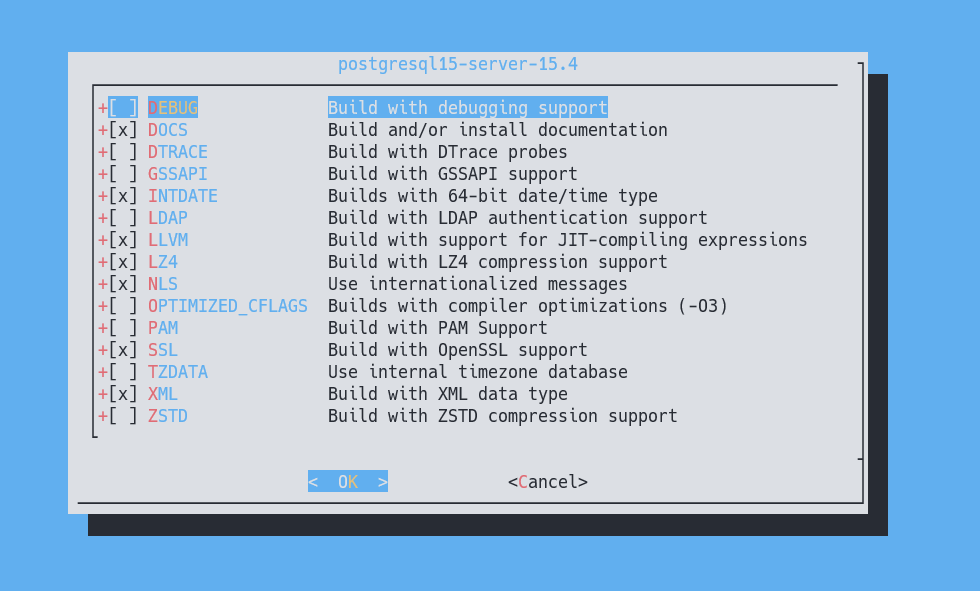 postgresql15-server-15.4
+[ ] DEBUG Build with debugging support
+[x] DOCS Build and/or install documentation
+[ ] DTRACE Build with DTrace probes
+[ ] GSSAPI Build with GSSAPI support
+[x] INTDATE Builds with 64-bit date/time type
+[ ] LDAP Build with LDAP authentication support
+[x] LLVM Build with support for JIT-compiling expressions
+[x] LZ4 Build with LZ4 compression support
+[x] NLS Use internationalized messages
+[ ] OPTIMIZED_CFLAGS Builds with compiler optimizations (-O3)
+[ ] PAM Build with PAM Support
+[x] SSL Build with OpenSSL support
+[ ] TZDATA Use internal timezone database
+[x] XML Build with XML data type
+[ ] ZSTD Build with ZSTD compression support
<  OK  > <Cancel>